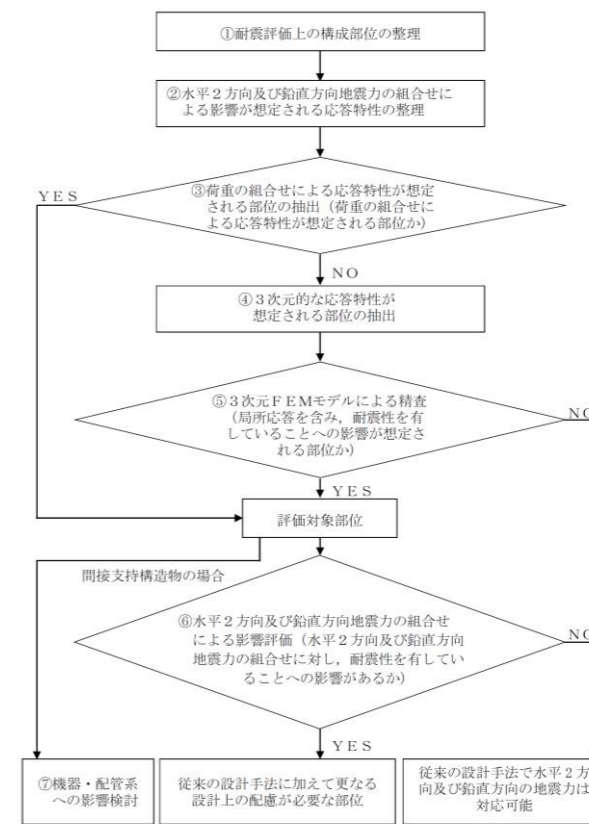 ①耐震評価上の構成部位の整理
②水平２方向及び鉛直方向地震力の組合せに
よる影響が想定される応答特性の整理
ＹＥＳ
③荷重の組合せによる応答特性が想定
される部位の抽出（荷重の組合せに
よる応答特性が想定される部位か）
ＮＯ
④３次元的な応答特性が
想定される部位の抽出
⑤３次元ＦＥＭモデルによる精査
（局所応答を含み，耐震性を有
していることへの影響が想定さ
れる部位か）
ＮＯ
ＹＥＳ
評価対象部位
間接支持構造物の場合
⑥水平２方向及び鉛直方向地震力の組合せ
による影響評価（水平２方向及び鉛直方向
地震力の組合せに対し，耐震性を有してい
ることへの影響があるか）
ＮＯ
ＹＥＳ
⑦機器・配管系
への影響検討
従来の設計手法に加えて更なる
設計上の配慮が必要な部位
従来の設計手法で水平２方
向及び鉛直方向の地震力は
対応可能